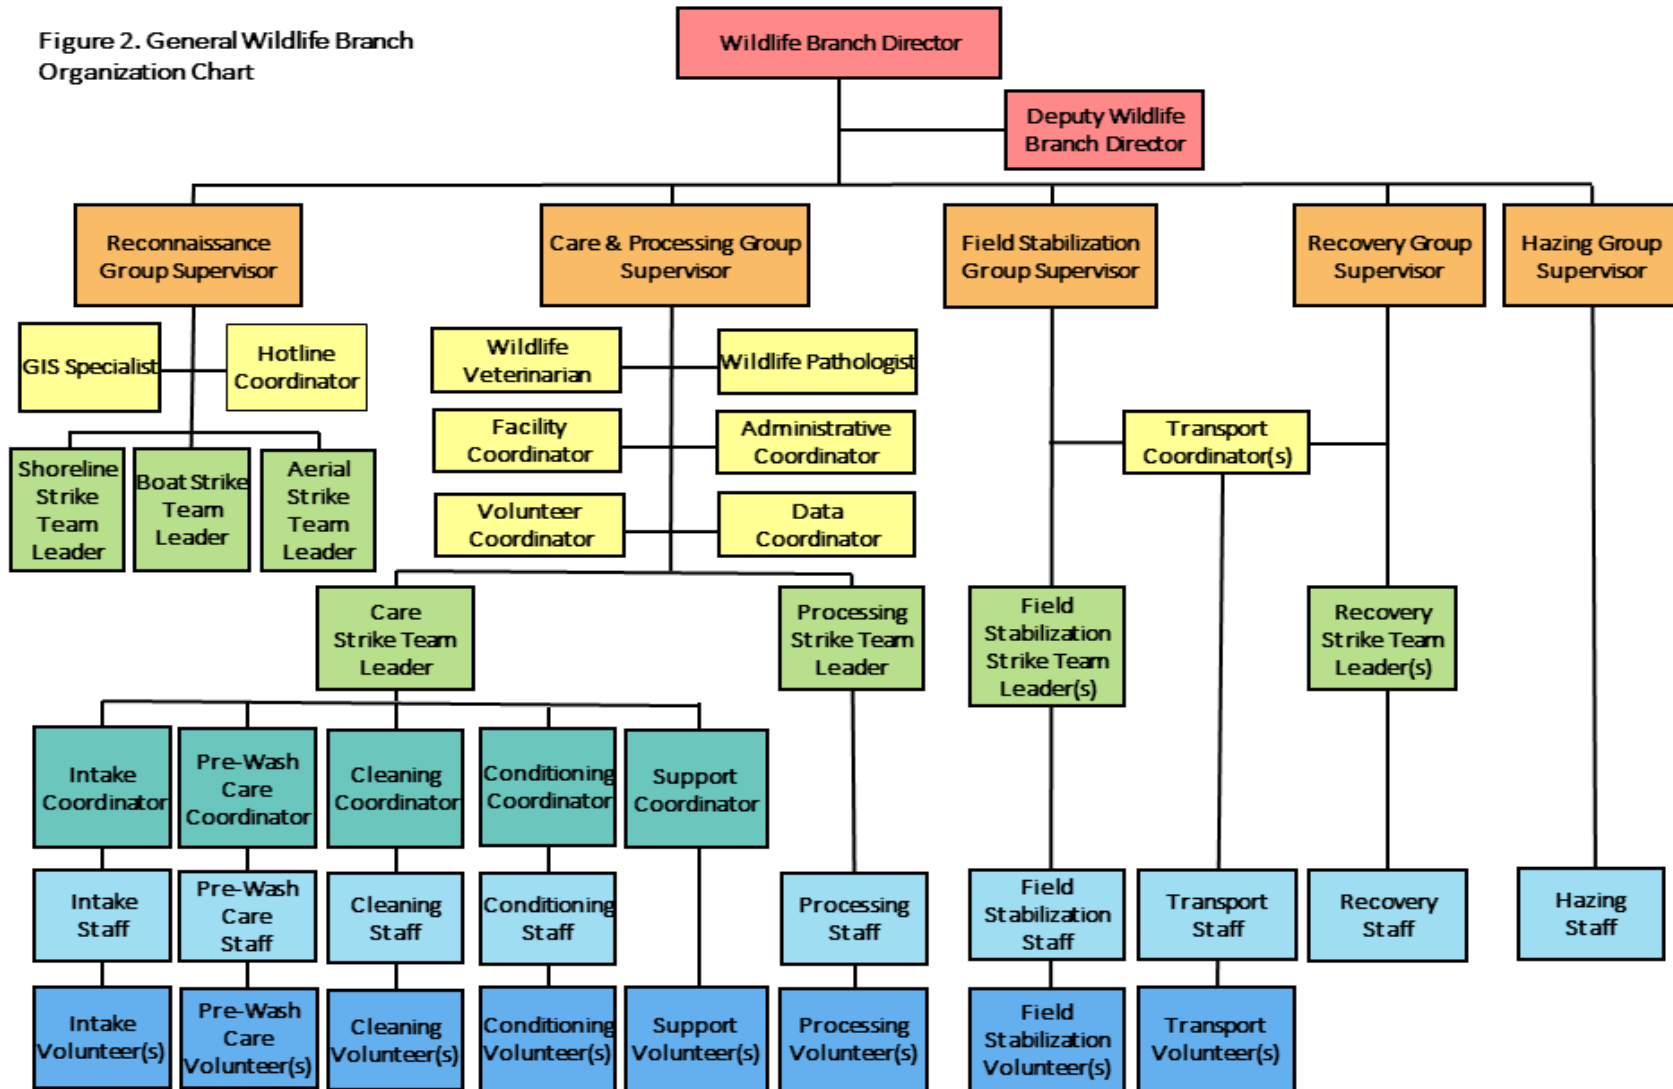 Figure 2. General Wildlife Branch
Organization Chart
Wildlife Branch Director
Deputy Wildlife
Branch Director
Reconnaissance
Group Supervisor
Care & Processing Group
Supervisor
Field Stabilization
Group Supervisor
Recovery Group
Supervisor
Hazing Group
Supervisor
GIS Specialist
Hotline
Coordinator
Wildlife
Veterinarian
Wildlife Pathologist
Facility
Coordinator
Administrative
Coordinator
Transport
Coordinator(s)
Volunteer
Coordinator
Data
Coordinator
Shoreline
Strike
Team
Leader
Boat Strike
Team
Leader
Aerial
Strike
Team
Leader
Care
Strike Team
Leader
Processing
Strike Team
Leader
Field
Stabilization
Strike Team
Leader(s)
Recovery
Strike Team
Leader(s)
Intake
Coordinator
Pre-Wash
Care
Coordinator
Cleaning
Coordinator
Conditioning
Coordinator
Support
Coordinator
Intake
Staff
Pre-Wash
Care
Staff
Cleaning
Staff
Conditioning
Staff
Processing
Staff
Field
Stabilization
Staff
Transport
Staff
Recovery
Staff
Hazing
Staff
Intake
Volunteer(s)
Pre-Wash
Care
Volunteer(s)
Cleaning
Volunteer(s)
Conditioning
Volunteer(s)
Support
Volunteer(s)
Processing
Volunteer(s)
Field
Stabilization
Volunteer(s)
Transport
Volunteer(s)